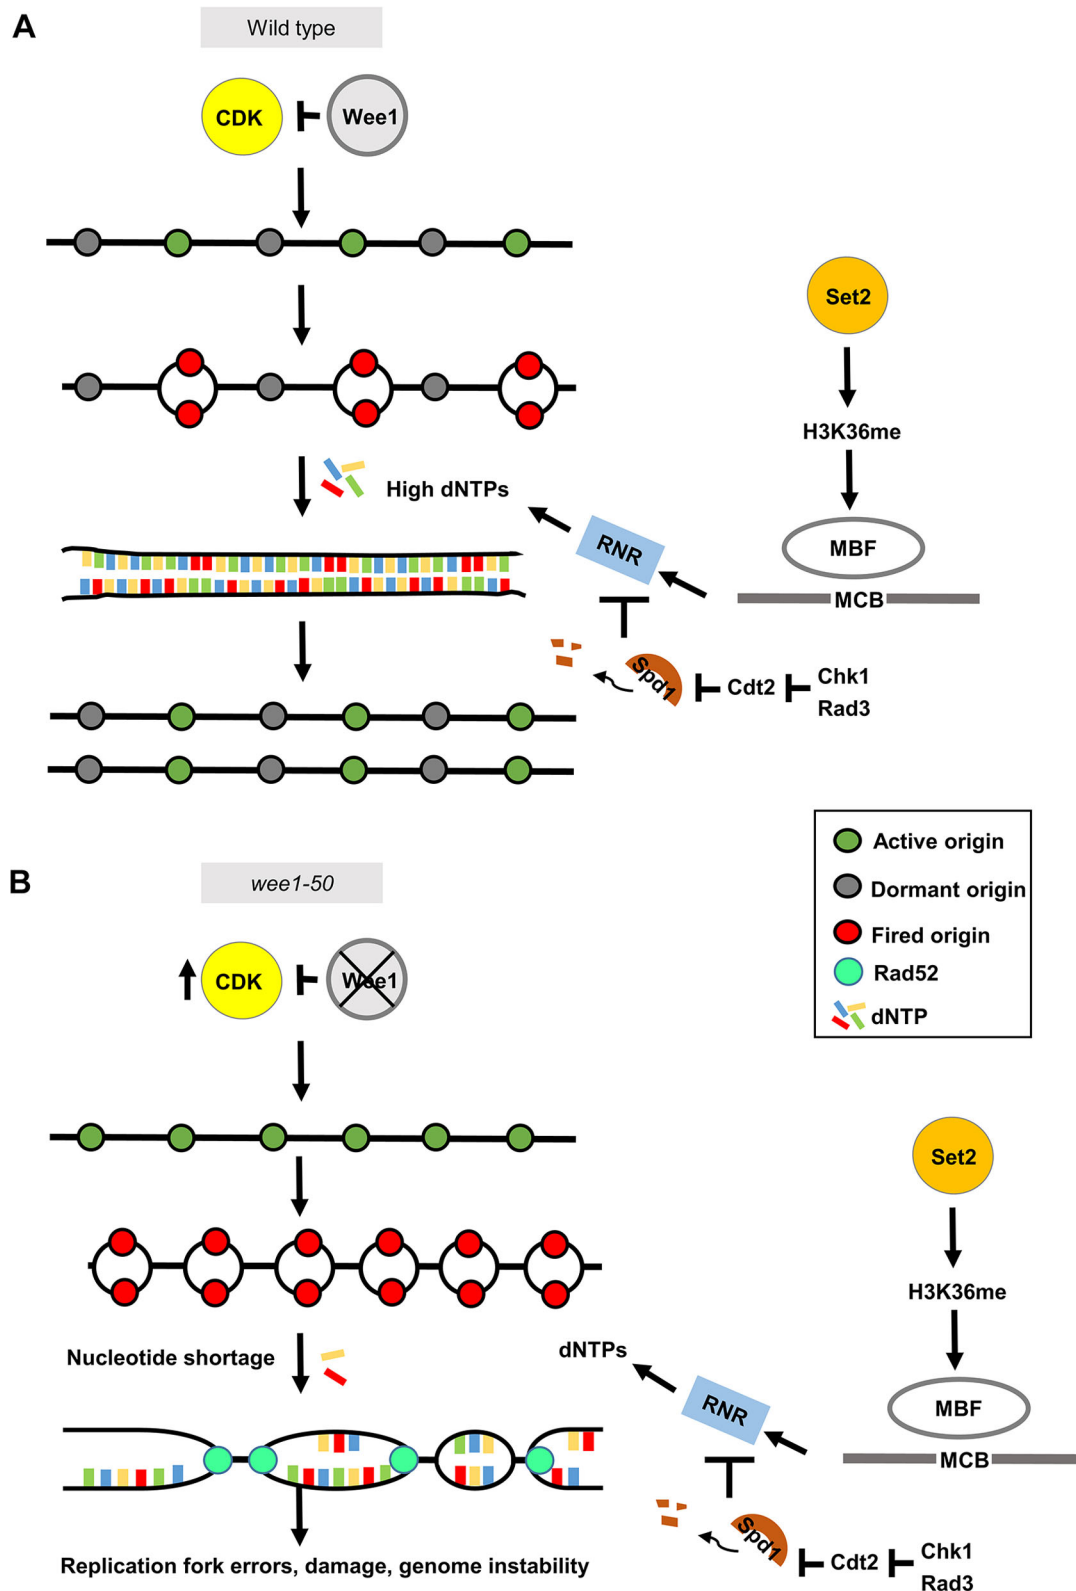 A
Wild type
CDK
Wee1
Set2
H3K36me
High dNTPs
RNR
MBF
MCB
Spd1
Cdt2
Chk1
Rad3
Active origin
Dormant origin
Fired origin
Rad52
dNTP
B
wee1-50
CDK
Wee1
Set2
H3K36me
Nucleotide shortage
dNTPs
RNR
MBF
MCB
Spd1
Cdt2
Chk1
Rad3
Replication fork errors, damage, genome instability